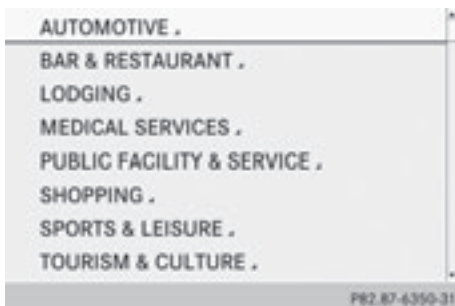 AUTOMOTIVE .
BAR & RESTAURANT .
LODGING .
MEDICAL SERVICES .
PUBLIC FACILITY & SERVICE .
SHOPPING .
SPORTS & LEISURE .
TOURISM & CULTURE .
P82.87-6350-31